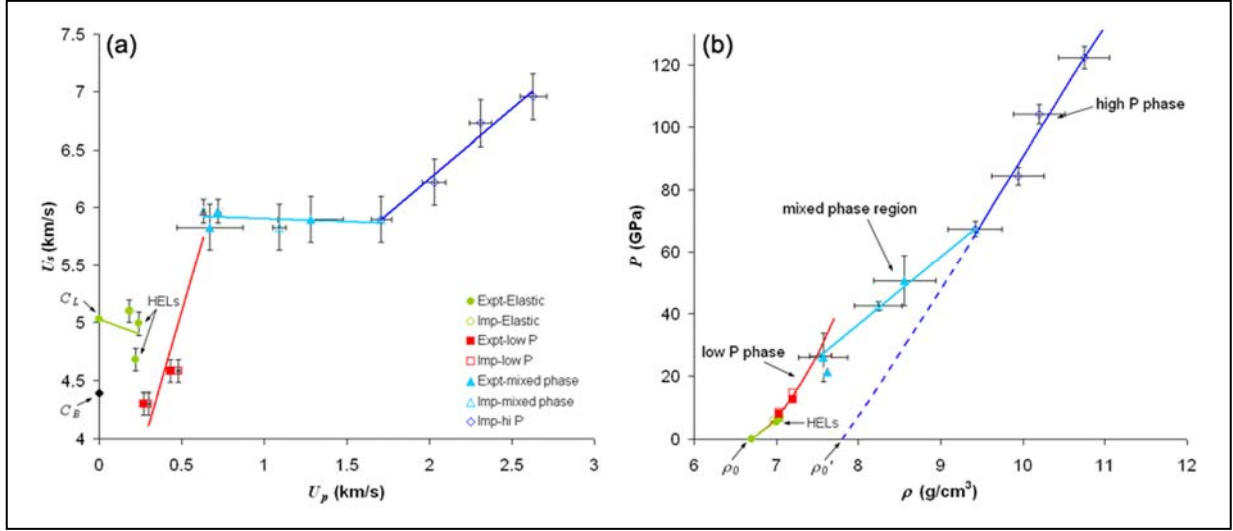 (a)
7.5
7
6.5
6
5.5
5
4.5
4
Us (km/s)
CL
HELs
CB
Expt-Elastic
Imp-Elastic
Expt-low P
Imp-low P
Expt-mixed phase
Imp-mixed phase
Imp-hi P
0 0.5 1 1.5 2 2.5 3
Up (km/s)
(b)
120
100
80
60
40
20
0
P (GPa)
high P phase
mixed phase region
low P phase
HELs
6 7 8 9 10 11 12
ρ0 ρ0'
ρ (g/cm³)